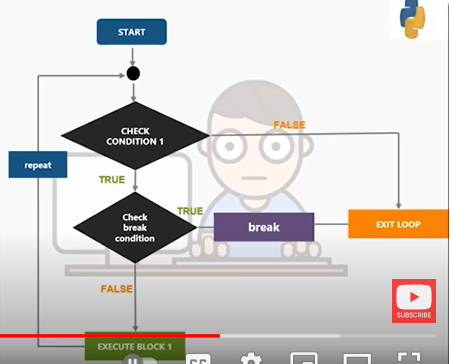 START
CHECK
CONDITION 1
FALSE
repeat
TRUE
Check
break
condition
TRUE
break
EXIT LOOP
FALSE
SUBSCRIBE
EXECUTE BLOCK 1
CC